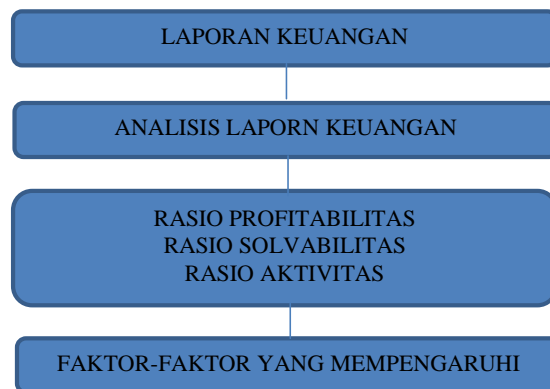 LAPORAN KEUANGAN
ANALISIS LAPORN KEUANGAN
RASIO PROFITABILITAS
RASIO SOLVABILITAS
RASIO AKTIVITAS
FAKTOR-FAKTOR YANG MEMPENGARUHI